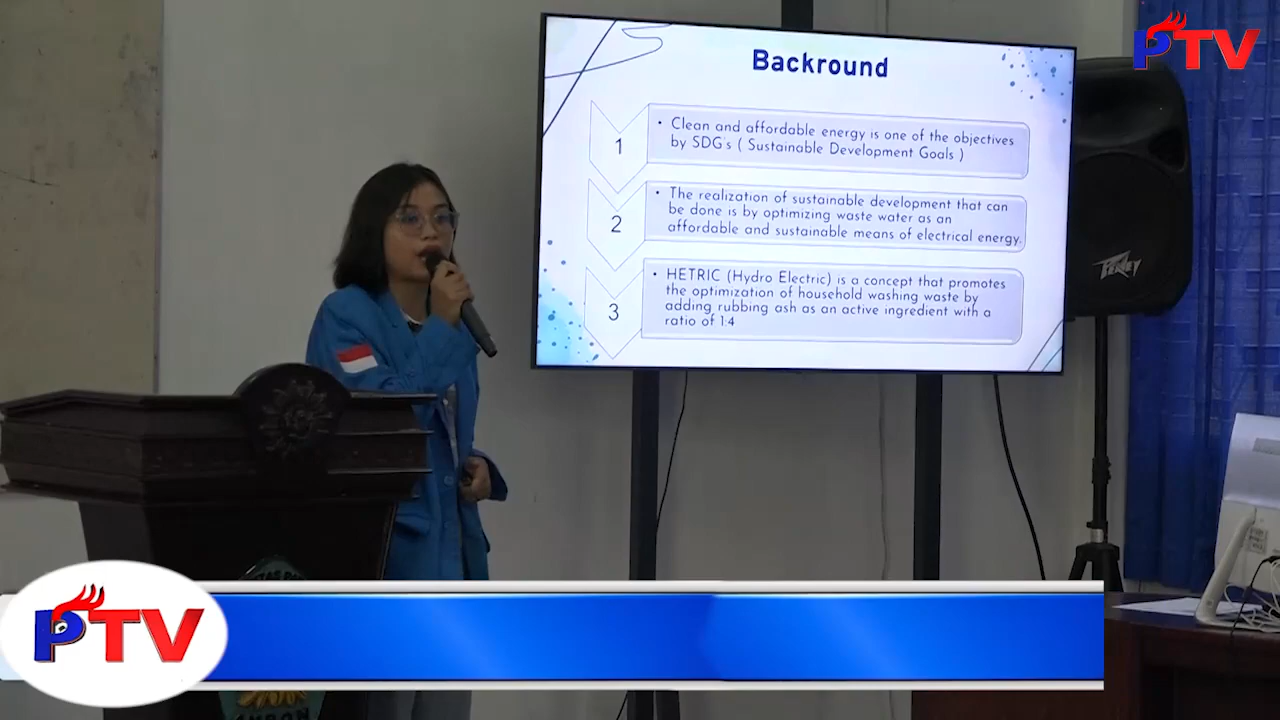 PTV
Backround
1
• Clean and affordable energy is one of the objectives
by SDG's ( Sustainable Development Goals )
2
• The realization of sustainable development that can
be done is by optimizing waste water as an
affordable and sustainable means of electrical energy.
3
• HETRIC (Hydro Electric) is a concept that promotes
the optimization of household washing waste by
adding rubbing ash as an active ingredient with a
ratio of 1:4
PEAVEY
PTV
AMBON